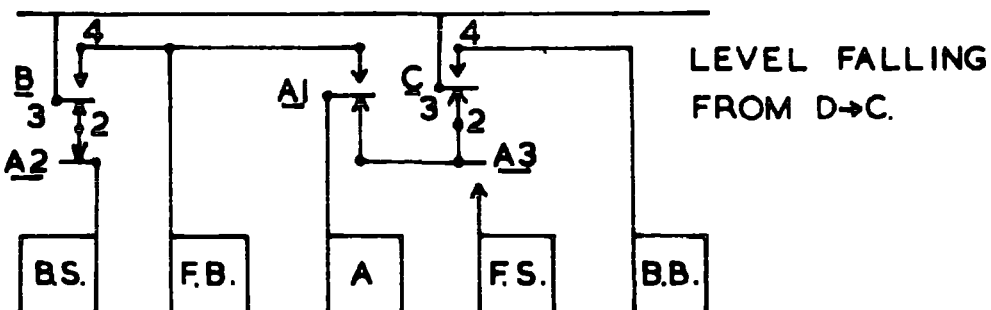 4 4
B A1 C
3 2 3 2
A2 A3
LEVEL FALLING
FROM D→C.
B.S. F.B. A F.S. B.B.